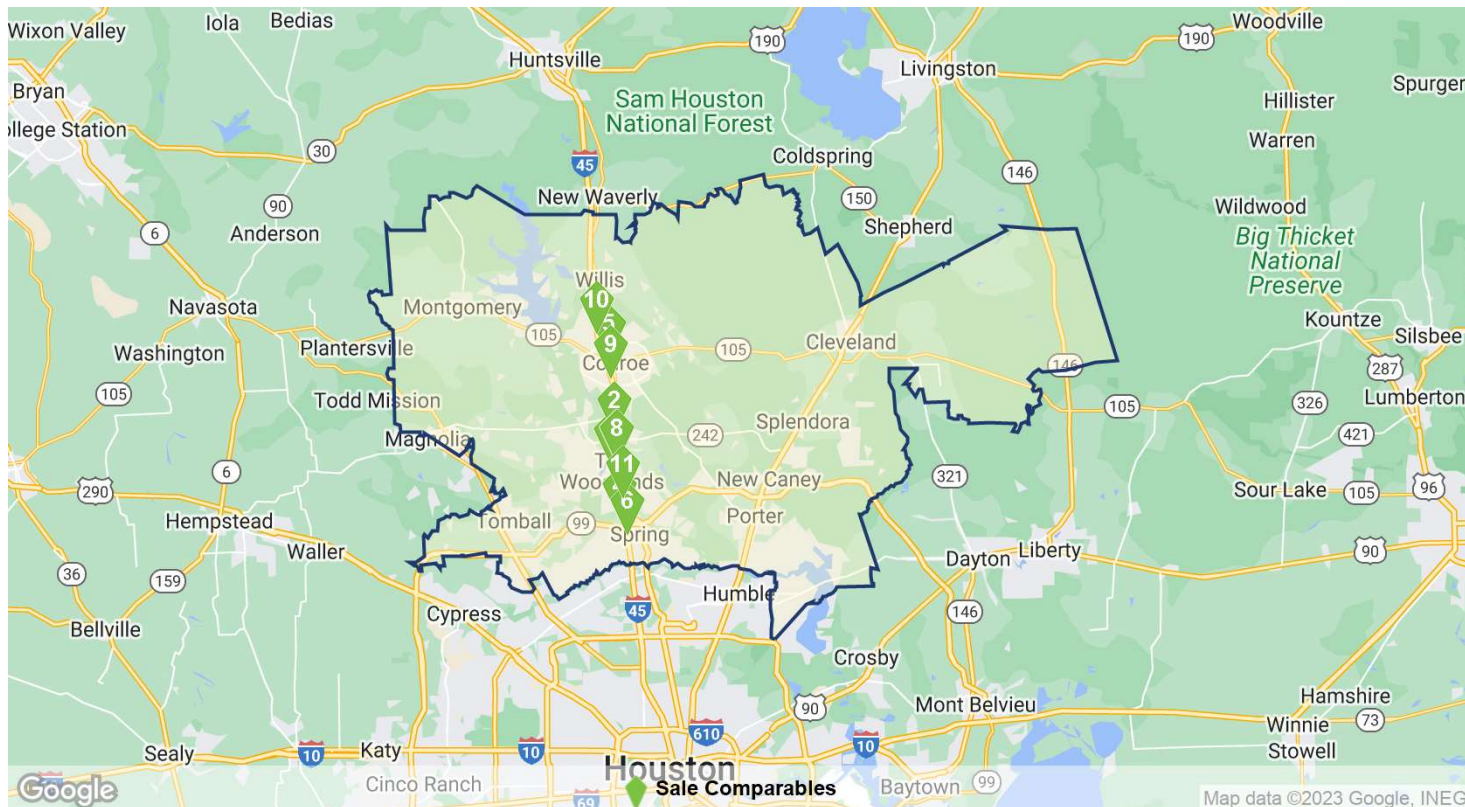 Iola
Bedias
Wixon Valley
Huntsville
190
Woodville
190
Livingston
Bryan
Spurger
Sam Houston
National Forest
Hillister
ollege Station
Warren
30
45
Coldspring
146
New Waverly
150
90
Wildwood
6
Anderson
Shepherd
Big Thicket
National
Preserve
Willis
10
Navasota
Montgomery
5
Kountze
Silsbee
105
9
Cleveland
Washington
Plantersville
Conroe
105
146
287
105
Todd Mission
2
105
326
Lumberton
Magnolia
8
242
Splendora
421
6
11
290
Woodlands
New Caney
321
Sour Lake
105
96
6
Hempstead
Tomball
99
Spring
Porter
Waller
Dayton
Liberty
90
36
159
Humble
45
Cypress
146
Bellville
Crosby
90
Mont Belvieu
Hamshire
610
Winnie
73
Sealy
10
Katy
10
10
Stowell
Houston
Cinco Ranch
Baytown
99
Google
69
Sale Comparables
Map data ©2023 Google, INEG